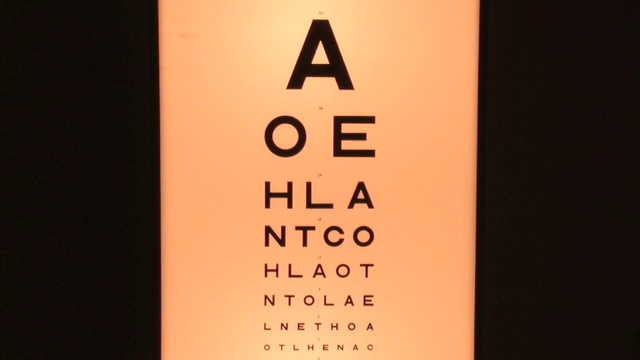 A
O E
H L A
N T C O
H L A O T
N T O L A E
L N E T H O A
O T L H E N A C